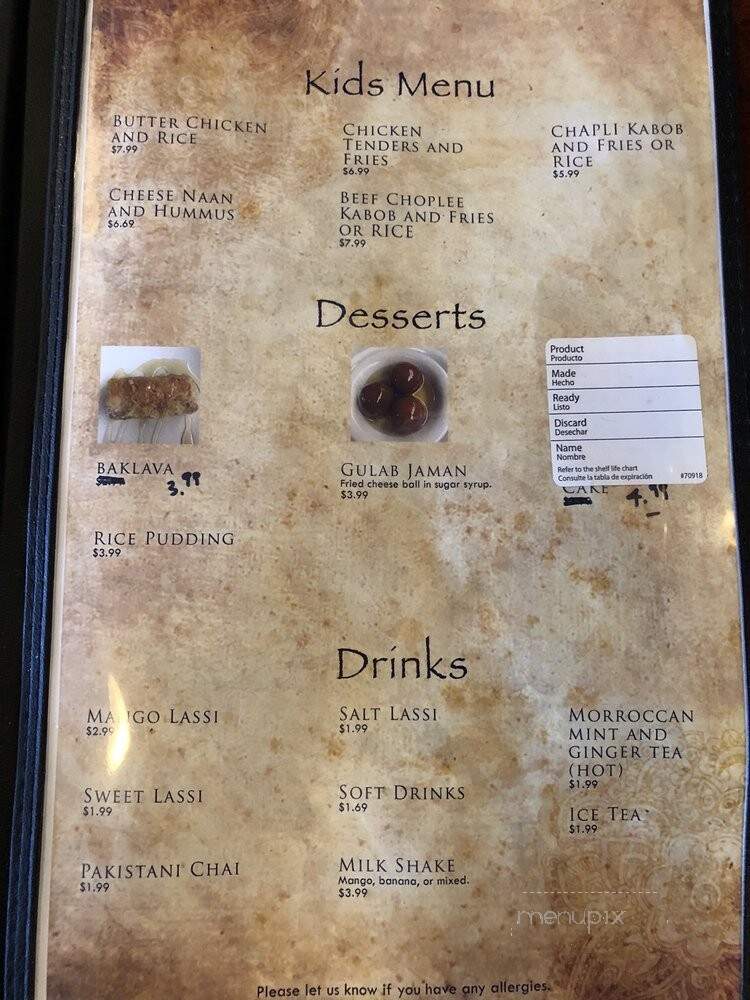 Kids Menu
BUTTER CHICKEN
AND RICE
$7.99
CHICKEN
TENDERS AND
FRIES
$6.99
CHAPLI KABOB
AND FRIES OR
RICE
$5.99
CHEESE NAAN
AND HUMMUS
$6.69
BEEF CHOPLEE
KABOB AND FRIES
OR RICE
$7.99
Desserts
BAKLAVA
3.99
GULAB JAMAN
Fried cheese ball in sugar syrup.
$3.99
Product
Producto
Made
Hecho
Ready
Listo
Discard
Desechar
Name
Nombre
Refer to the shelf life chart
Consulte la tabla de expiración #70918
CAKE 4.99
RICE PUDDING
$3.99
Drinks
MANGO LASSI
$2.99
SALT LASSI
$1.99
MORROCCAN
MINT AND
GINGER TEA
(HOT)
$1.99
SWEET LASSI
$1.99
SOFT DRINKS
$1.69
ICE TEA
$1.99
PAKISTANI CHAI
$1.99
MILK SHAKE
Mango, banana, or mixed.
$3.99
menupix
Please let us know if you have any allergies.